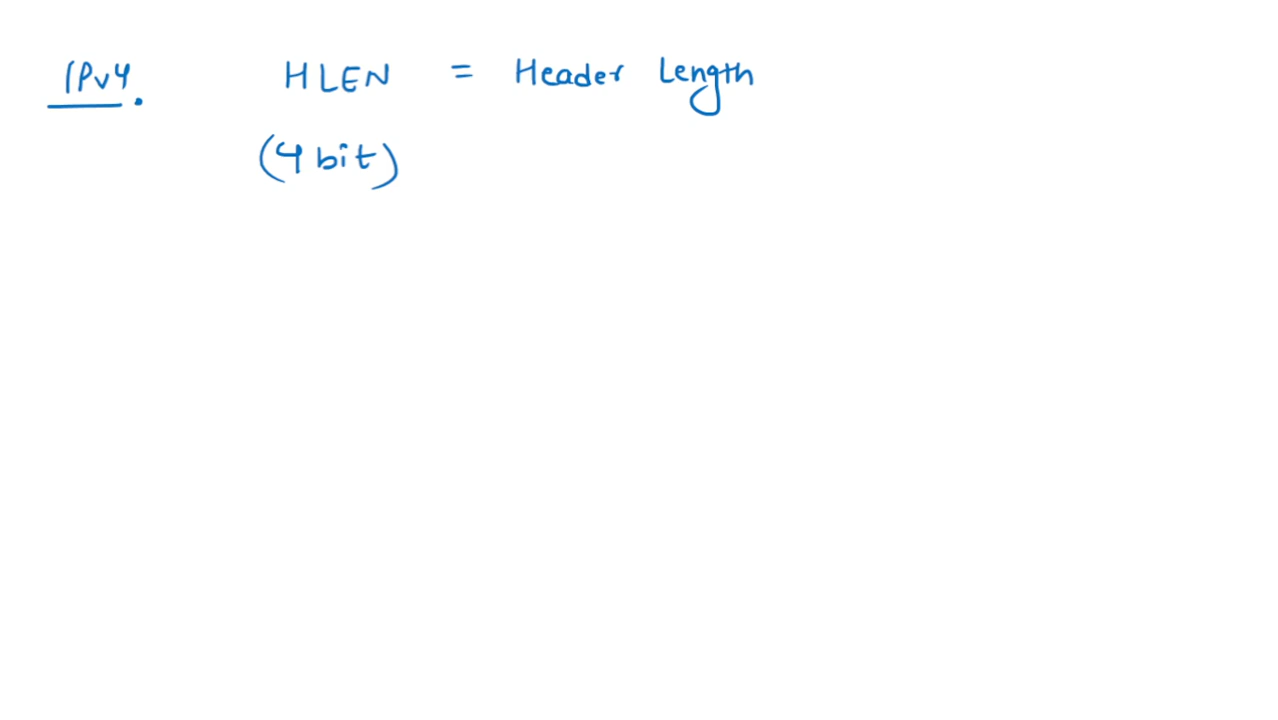 IPv4. HLEN = Header Length
(4 bit)